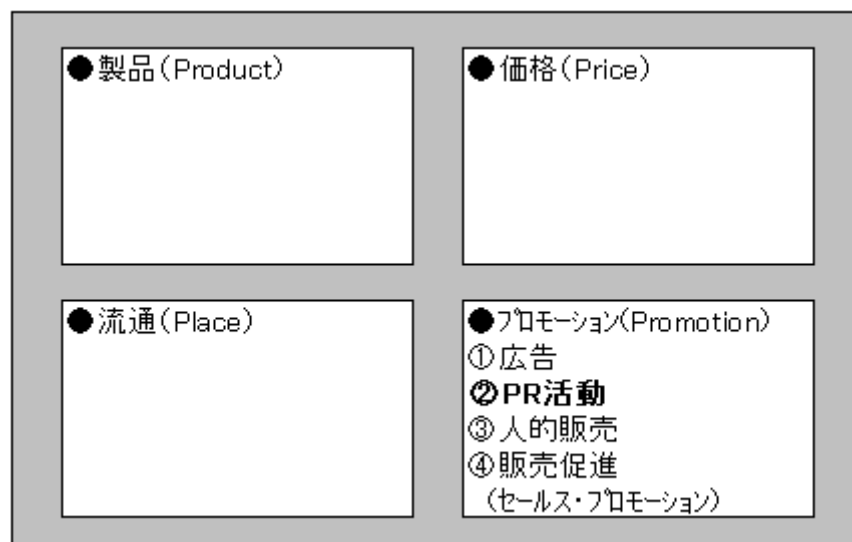 ●製品(Product)
●価格(Price)
●流通(Place)
●ﾌﾟﾛﾓｰｼｮﾝ(Promotion)
①広告
②PR活動
③人的販売
④販売促進
(ｾｰﾙｽ・ﾌﾟﾛﾓｰｼｮﾝ)